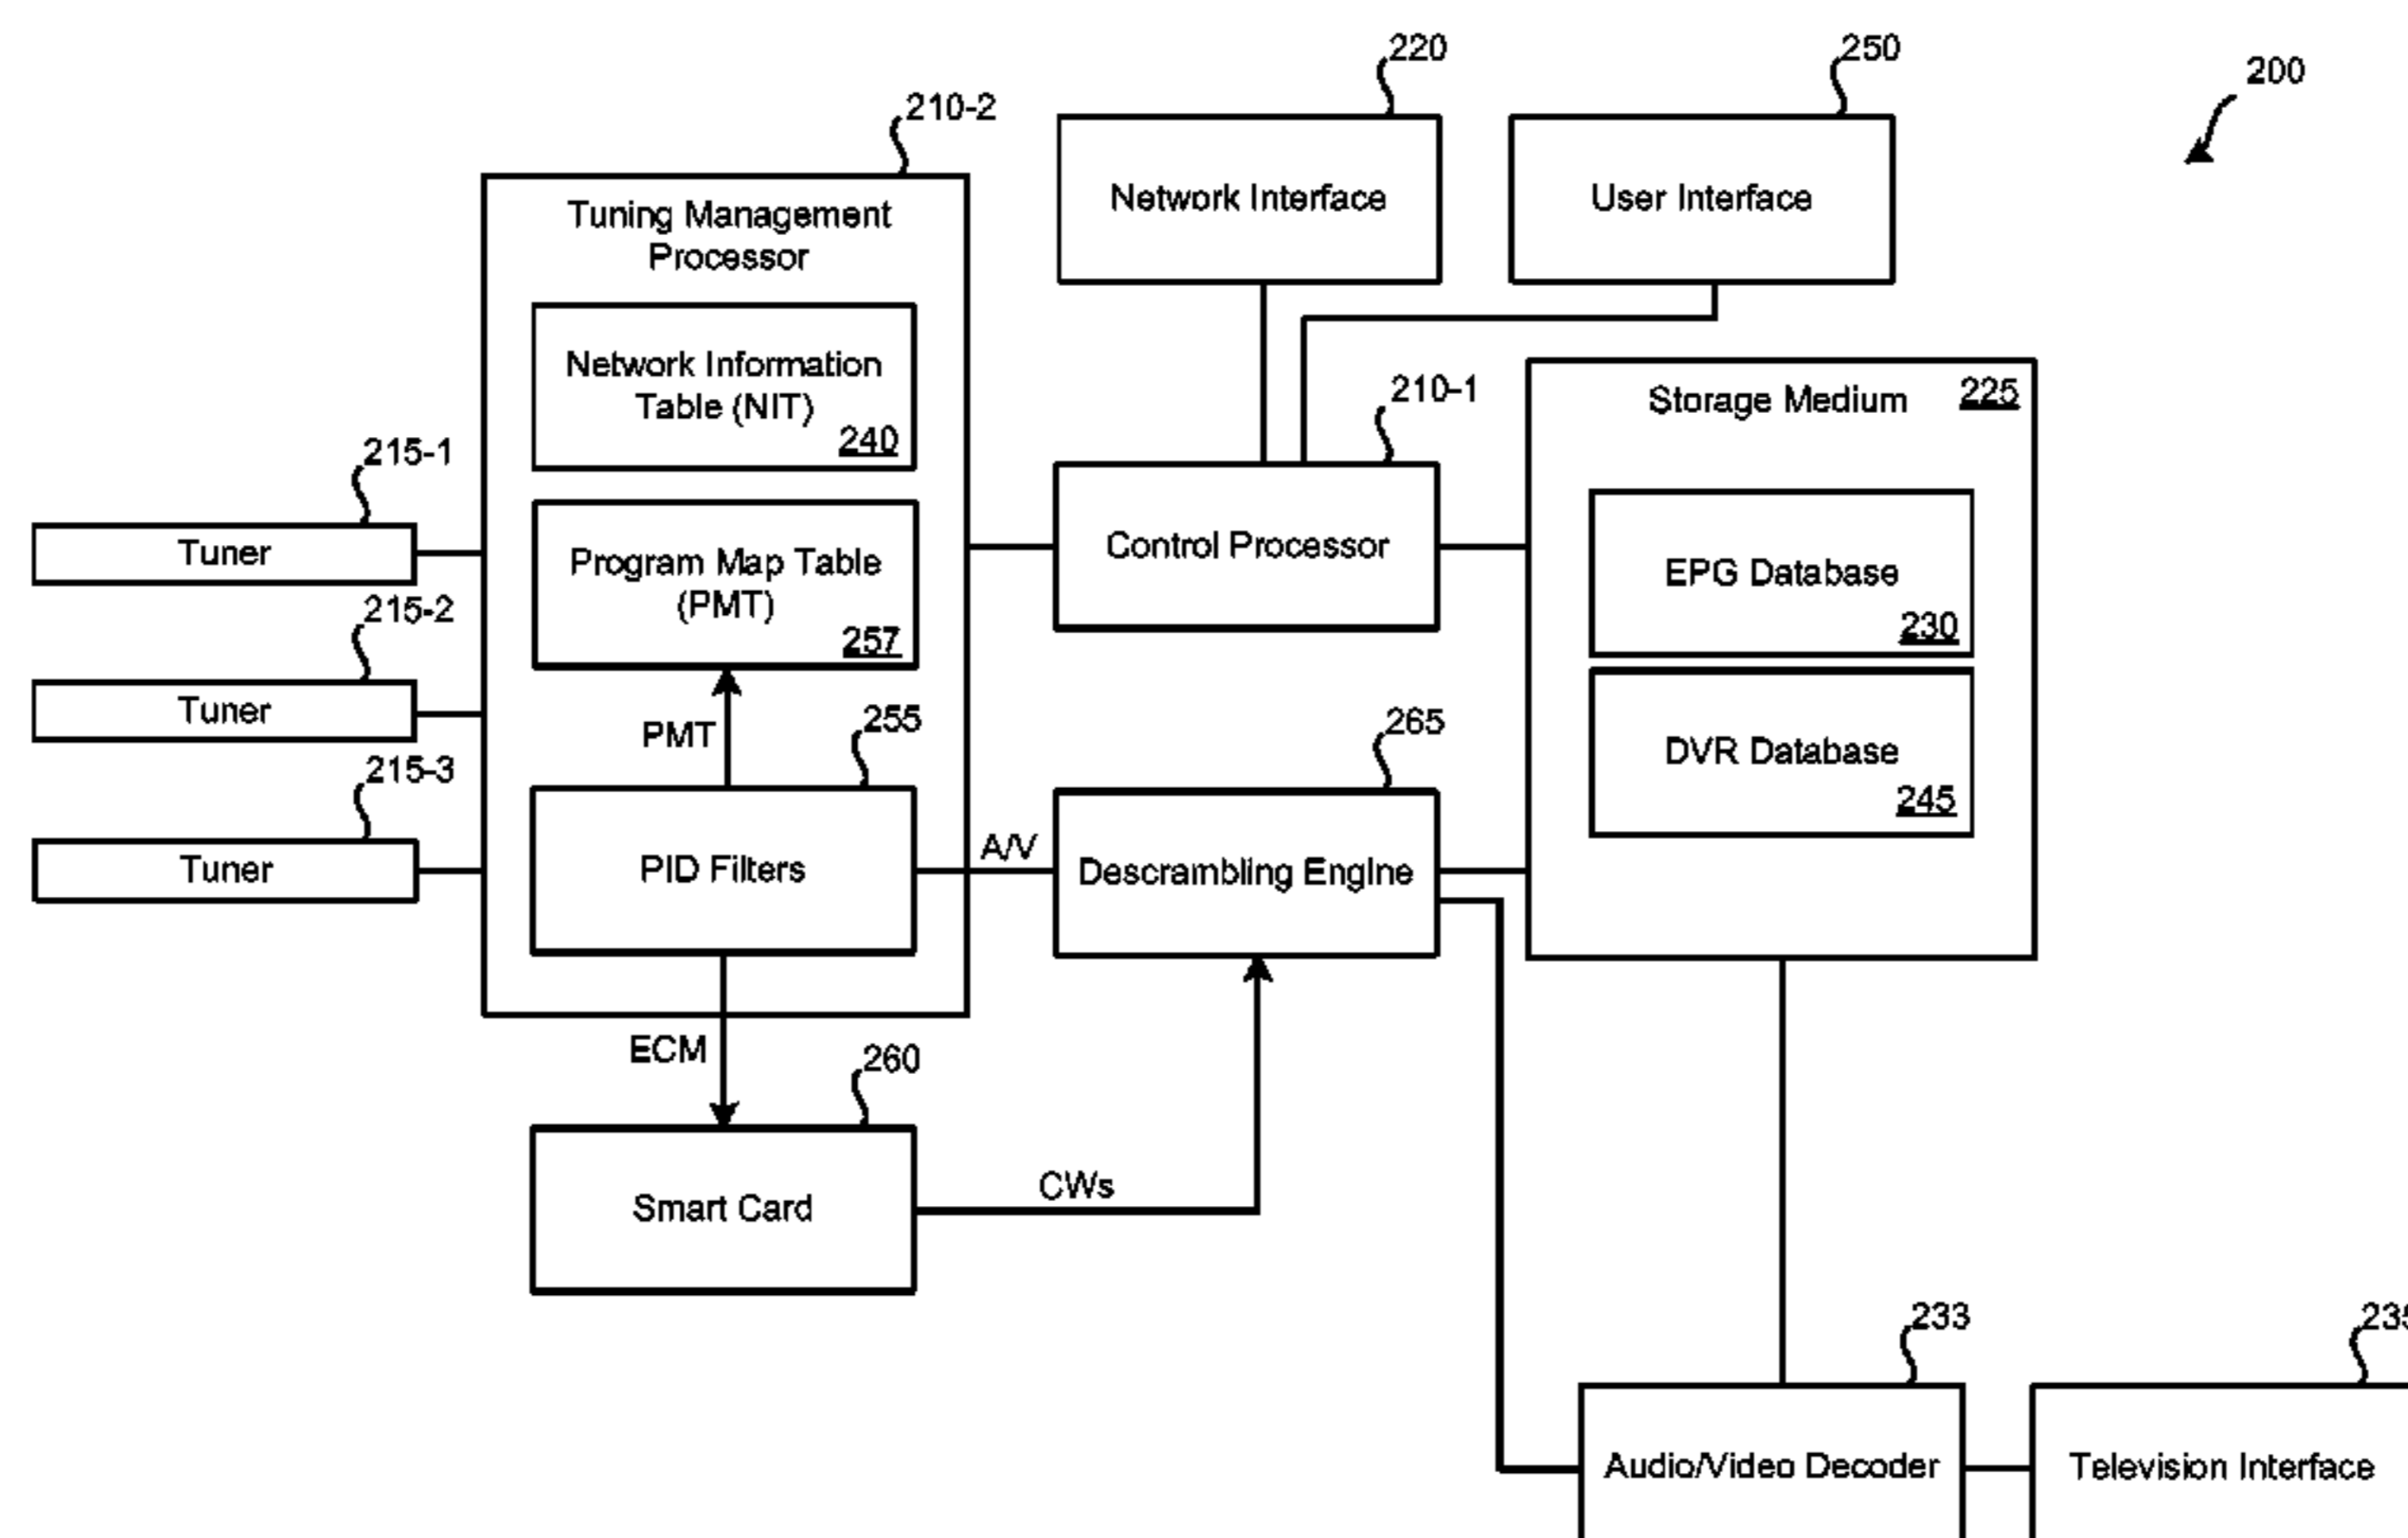 220
250
200
210-2
Tuning Management
Processor
Network Interface
User Interface
Network Information
Table (NIT)
240
210-1
Storage Medium 225
215-1
Tuner
Program Map Table
(PMT)
257
Control Processor
EPG Database
230
215-2
Tuner
PMT
255
265
DVR Database
245
215-3
Tuner
PID Filters
A/V
Descrambling Engine
ECM
260
Smart Card
CWs
233
235
Audio/Video Decoder
Television Interface